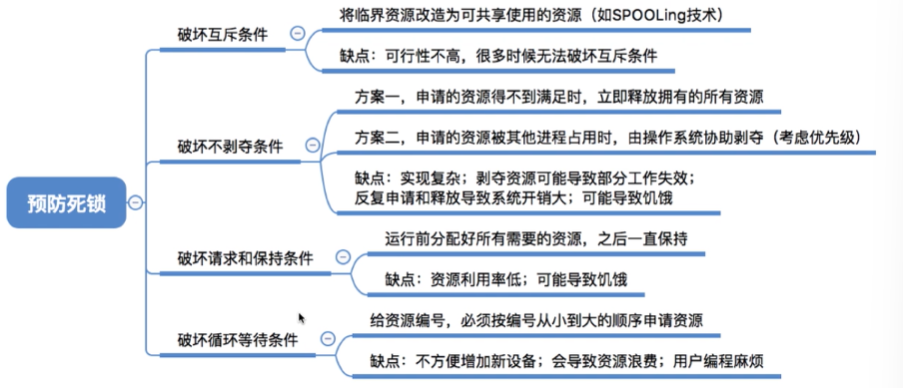 预防死锁
破坏互斥条件
将临界资源改造为可共享使用的资源（如SPOOLing技术）
缺点：可行性不高，很多时候无法破坏互斥条件
破坏不剥夺条件
方案一，申请的资源得不到满足时，立即释放拥有的所有资源
方案二，申请的资源被其他进程占用时，由操作系统协助剥夺（考虑优先级）
缺点：实现复杂；剥夺资源可能导致部分工作失效；
反复申请和释放导致系统开销大；可能导致饥饿
破坏请求和保持条件
运行前分配好所有需要的资源，之后一直保持
缺点：资源利用率低；可能导致饥饿
破坏循环等待条件
给资源编号，必须按编号从小到大的顺序申请资源
缺点：不方便增加新设备；会导致资源浪费；用户编程麻烦